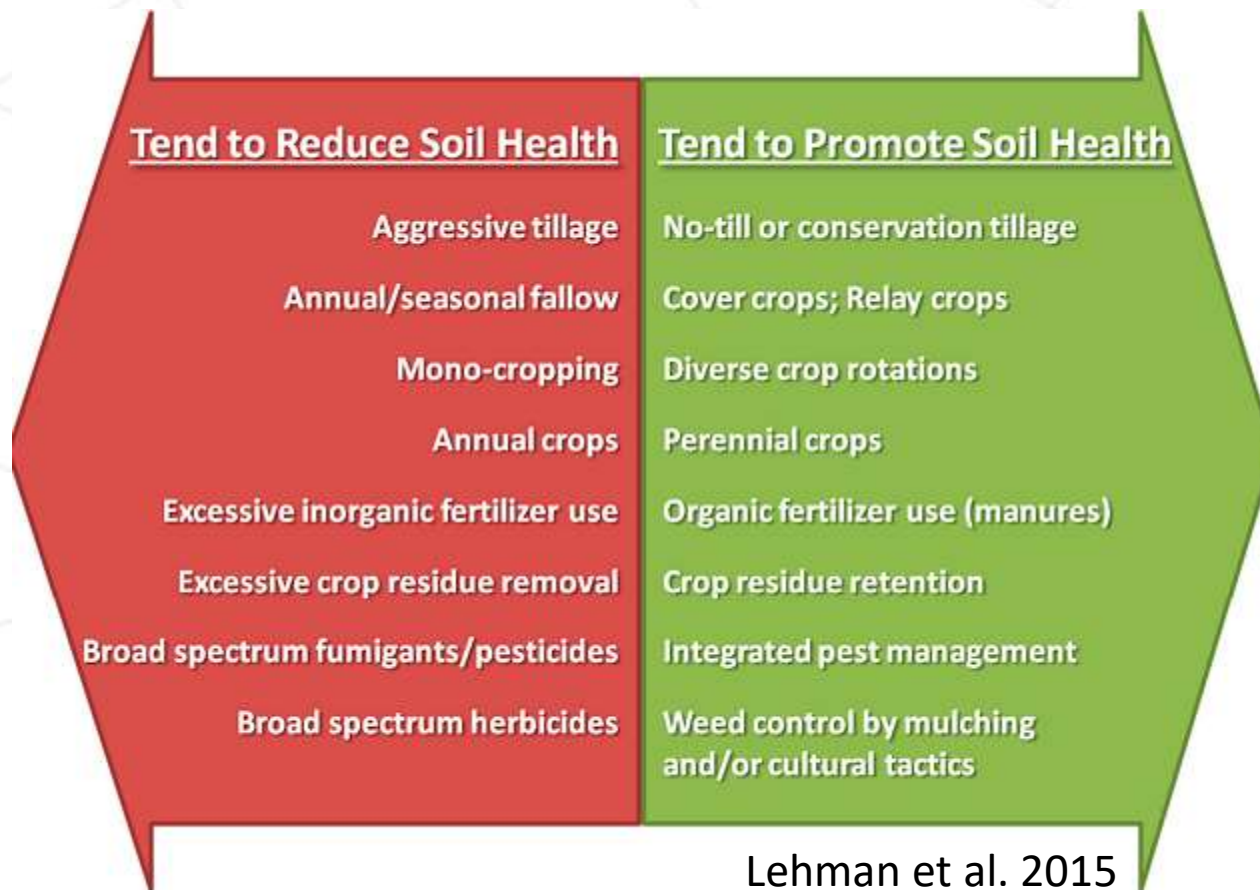 Tend to Reduce Soil Health
Aggressive tillage
Annual/seasonal fallow
Mono-cropping
Annual crops
Excessive inorganic fertilizer use
Excessive crop residue removal
Broad spectrum fumigants/pesticides
Broad spectrum herbicides
Tend to Promote Soil Health
No-till or conservation tillage
Cover crops; Relay crops
Diverse crop rotations
Perennial crops
Organic fertilizer use (manures)
Crop residue retention
Integrated pest management
Weed control by mulching
and/or cultural tactics
Lehman et al. 2015